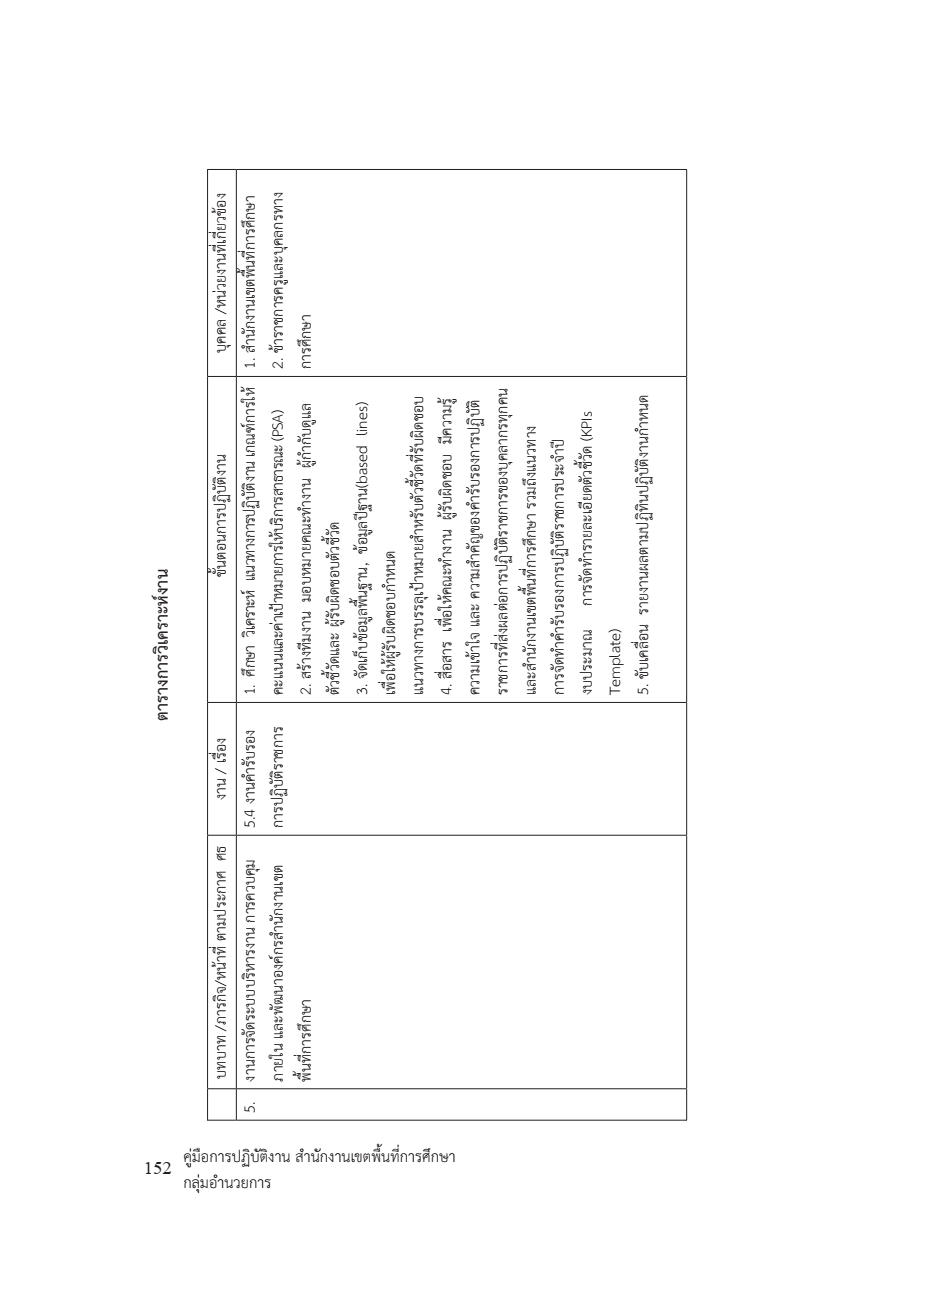 ตารางการวิเคราะห์งาน
บทบาท /ภารกิจ/หน้าที่ ตามประกาศ ศธ
งาน / เรื่อง
ขั้นตอนการปฏิบัติงาน
บุคคล /หน่วยงานที่เกี่ยวข้อง
5.
งานการจัดระบบบริหารงาน การควบคุม
ภายใน และพัฒนาองค์กรสำนักงานเขต
พื้นที่การศึกษา
5.4 งานคำรับรอง
การปฏิบัติราชการ
1. ศึกษา วิเคราะห์ แนวทางการปฏิบัติงาน เกณฑ์การให้
คะแนนและค่าเป้าหมายการให้บริการสาธารณะ (PSA)
2. สร้างทีมงาน มอบหมายคณะทำงาน ผู้กำกับดูแล
ตัวชี้วัดและ ผู้รับผิดชอบตัวชี้วัด
3. จัดเก็บข้อมูลพื้นฐาน, ข้อมูลปีฐาน(based lines)
เพื่อให้ผู้รับผิดชอบกำหนด
แนวทางการบรรลุเป้าหมายสำหรับตัวชี้วัดที่รับผิดชอบ
4. สื่อสาร เพื่อให้คณะทำงาน ผู้รับผิดชอบ มีความรู้
ความเข้าใจ และ ความสำคัญของคำรับรองการปฏิบัติ
ราชการที่ส่งผลต่อการปฏิบัติราชการของบุคลากรทุกคน
และสำนักงานเขตพื้นที่การศึกษา รวมถึงแนวทาง
การจัดทำคำรับรองการปฏิบัติราชการประจำปี
งบประมาณ การจัดทำรายละเอียดตัวชี้วัด (KPIs
Template)
5. ขับเคลื่อน รายงานผลตามปฏิทินปฏิบัติงานกำหนด
1. สำนักงานเขตพื้นที่การศึกษา
2. ข้าราชการครูและบุคลกรทาง
การศึกษา
152
คู่มือการปฏิบัติงาน สำนักงานเขตพื้นที่การศึกษา
กลุ่มอำนวยการ